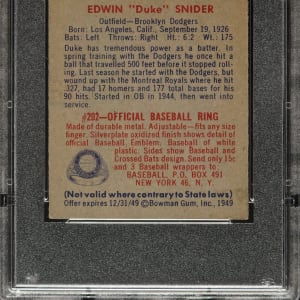 EDWIN "Duke" SNIDER
Outfield—Brooklyn Dodgers
Born: Los Angeles, Calif., September 19, 1926
Bats: Left Throws: Right Ht.: 6:2 Wt.: 175
Duke has tremendous power as a batter. In
spring training with the Dodgers he once hit a
ball that travelled 500 feet before it stopped roll-
ing. Last season he started with the Dodgers, but
wound up with the Montreal Royals where he hit
.327, had 17 homers and 177 total bases for
his 90 hits. Started in OB in 1944, then went into
service.
#202—OFFICIAL BASEBALL RING
Made of durable metal. Adjustable—fits any size
finger. Silverplate oxidized finish shows detail of
official Baseball Emblem. Baseball of white
plastic. Sides show Baseball and
Crossed Bats design. Send only 15c
and 3 Baseball wrappers to:
BASEBALL, P.O. BOX 491
NEW YORK 46, N. Y.
(Not valid where contrary to State laws)
Offer expires 12/31/49 ©Bowman Gum, Inc., 1949